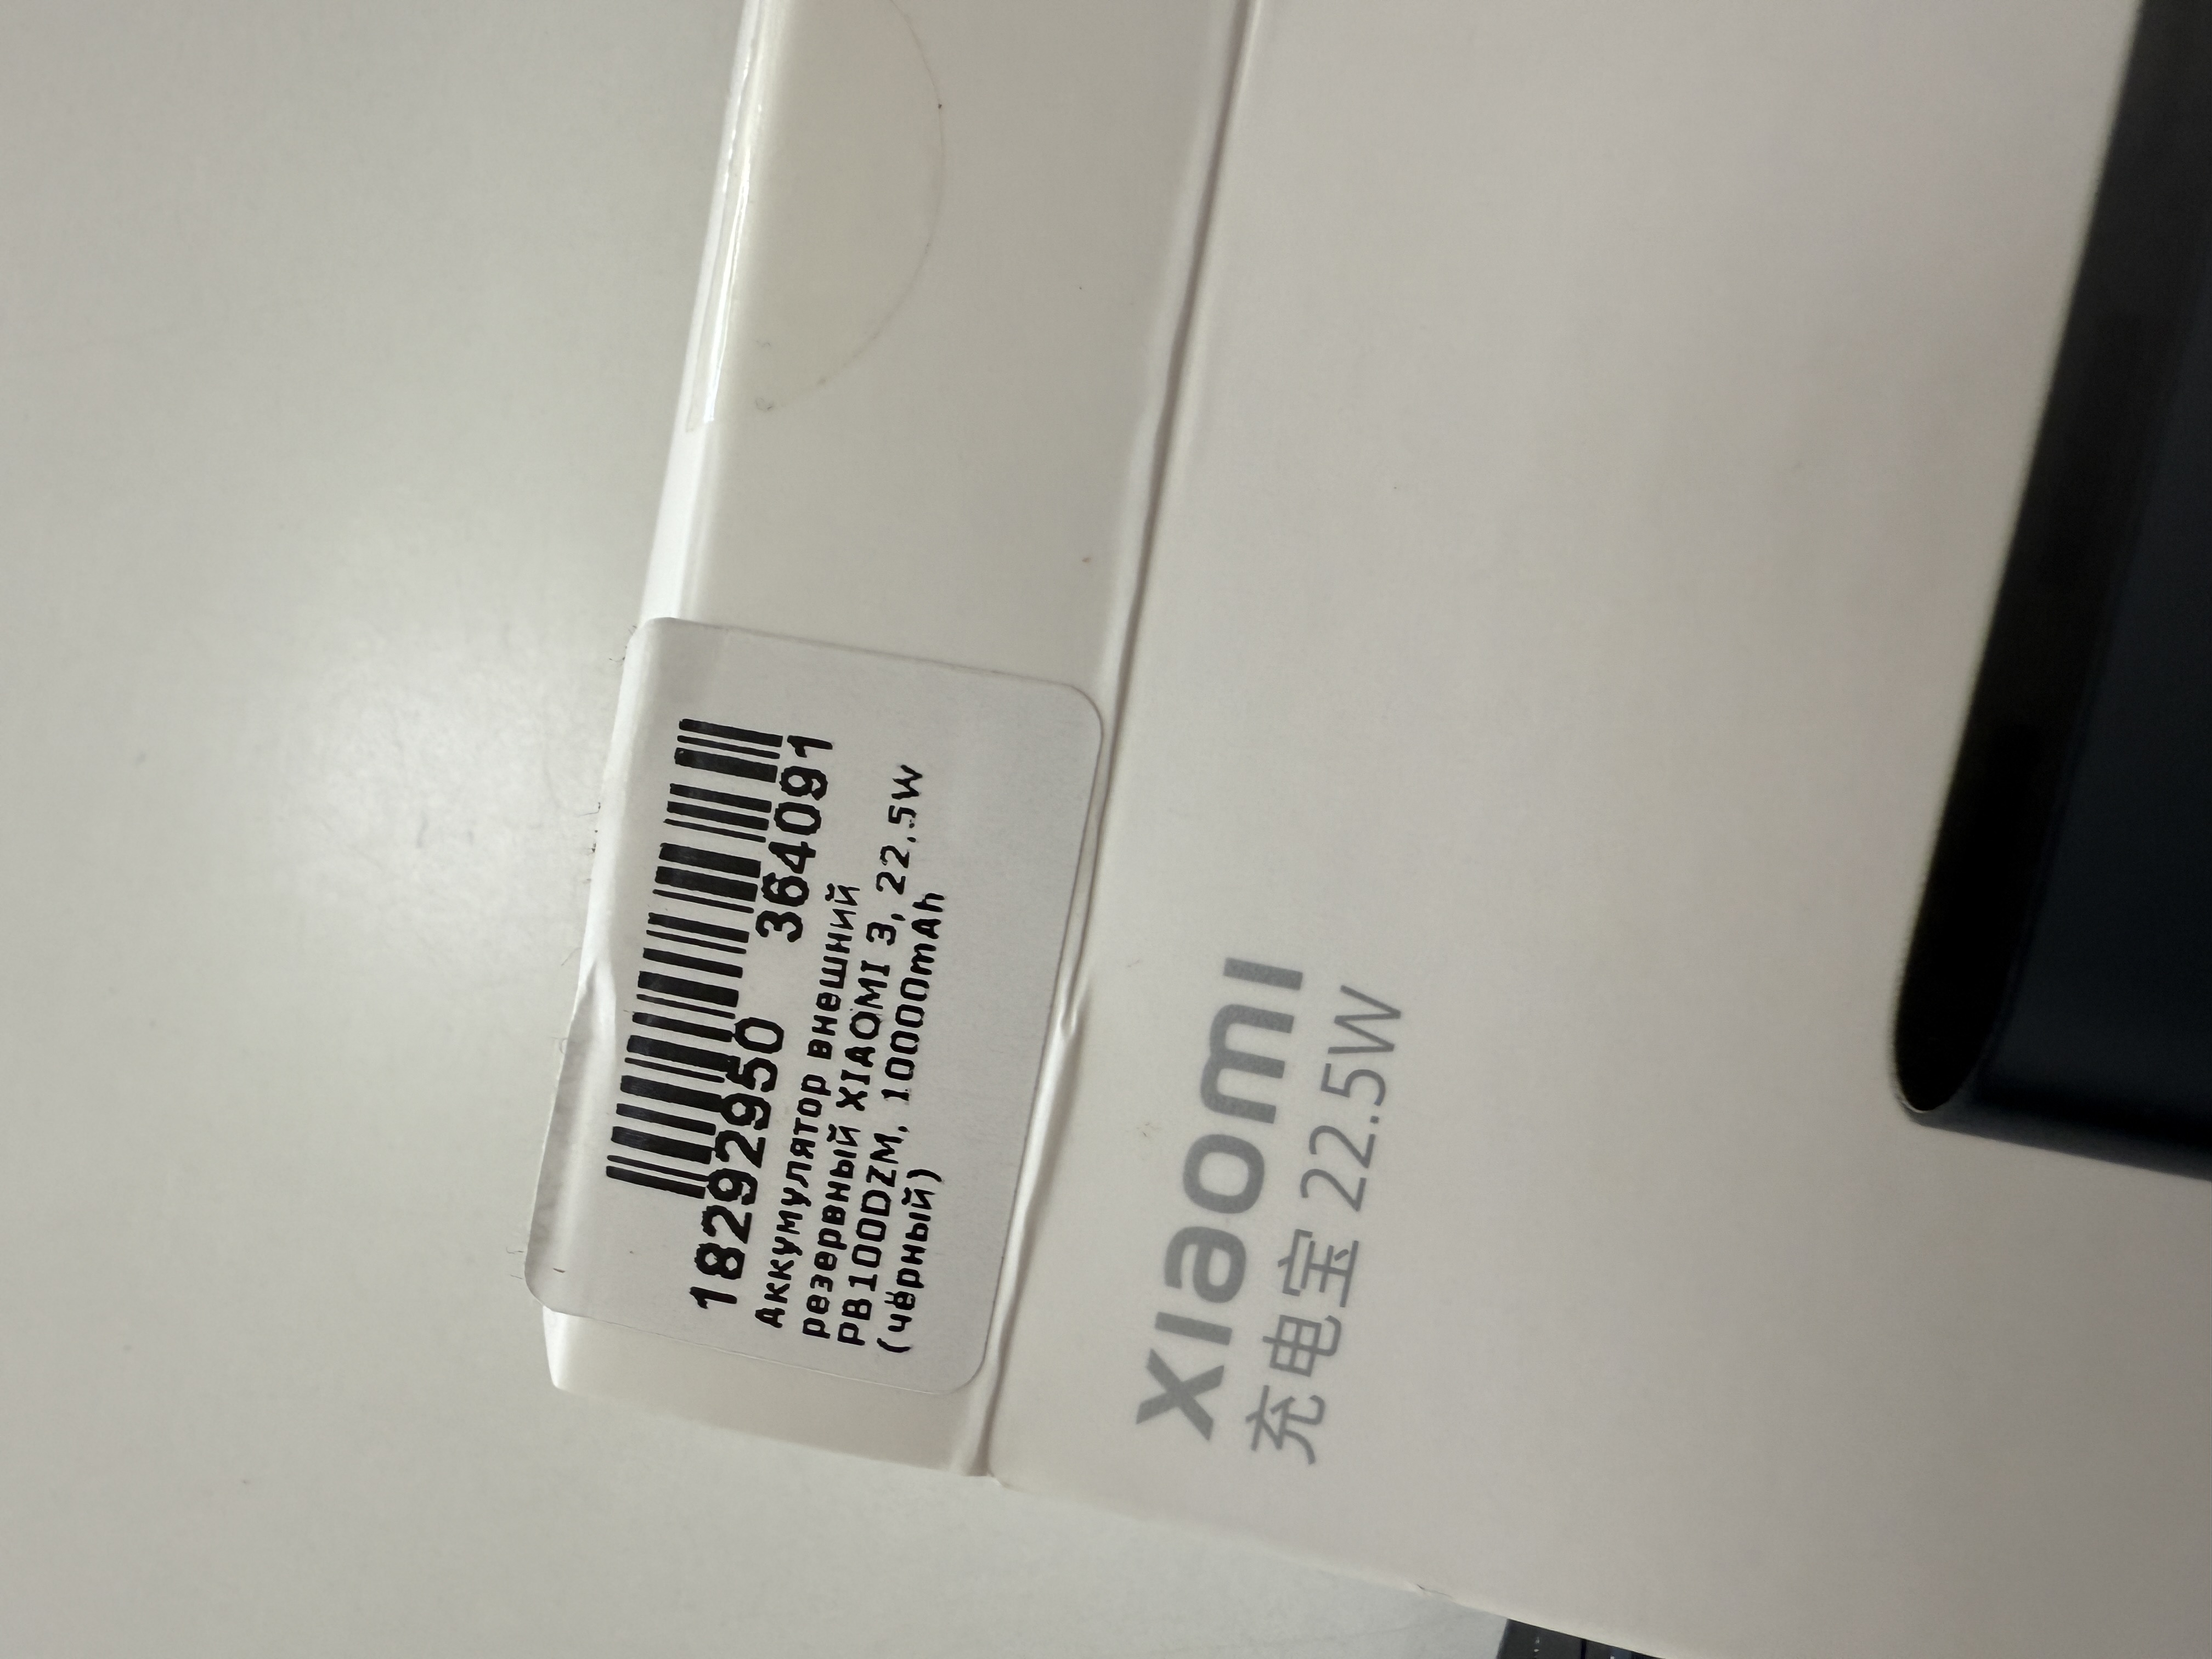 18292950 364091
Аккумулятор внешний
резервный XIAOMI 3, 22.5W
PB100DZM, 10000mAh
(чёрный)
xiaomi
充电宝 22.5W